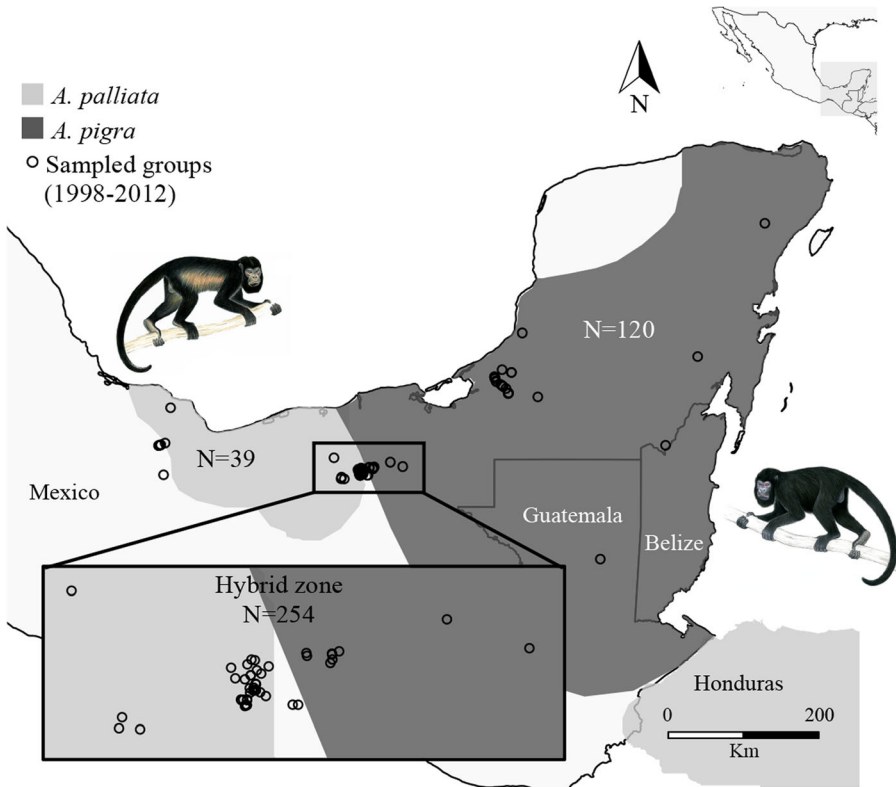 A. palliata
A. pigra
Sampled groups
(1998-2012)
N
N=120
N=39
Mexico
Guatemala
Belize
Hybrid zone
N=254
Honduras
0 200
Km